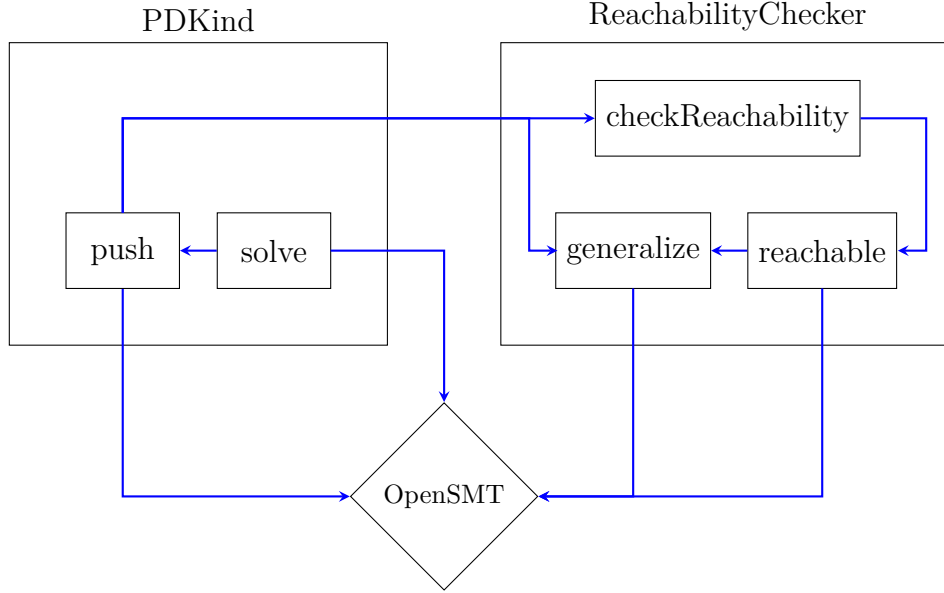 PDKind
ReachabilityChecker
checkReachability
push
solve
generalize
reachable
OpenSMT